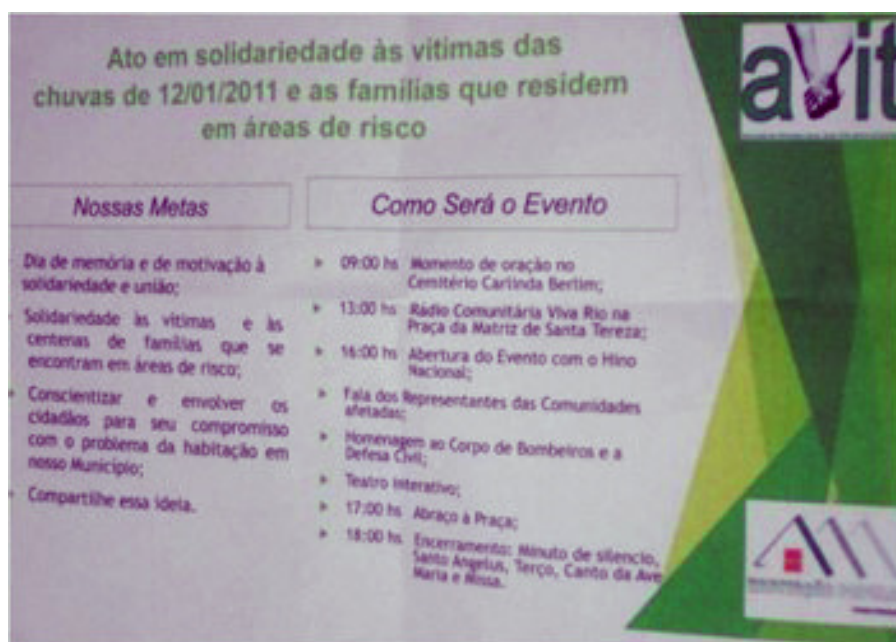 Ato em solidariedade às vitimas das
chuvas de 12/01/2011 e as famílias que residem
em áreas de risco
avit
Nossas Metas
Dia de memória e de motivação à
solidariedade e união;
Solidariedade às vítimas e às
centenas de famílias que se
encontram em áreas de risco;
Conscientizar e envolver os
cidadãos para seu compromisso
com o problema da habitação em
nosso Município;
Compartilhe essa ideia.
Como Será o Evento
09:00 hs Momento de oração no
Cemitério Carlinda Berlim;
13:00 hs Rádio Comunitária Viva Rio na
Praça da Matriz de Santa Tereza;
16:00 hs Abertura do Evento com o Hino
Nacional;
Fala dos Representantes das Comunidades
afetadas;
Homenagem ao Corpo de Bombeiros e a
Defesa Civil;
Teatro Interativo;
17:00 hs Abraço à Praça;
18:00 hs Encerramento: Minuto de silencio,
Santo Angelus, Terço, Canto da Ave
Maria e Missa.